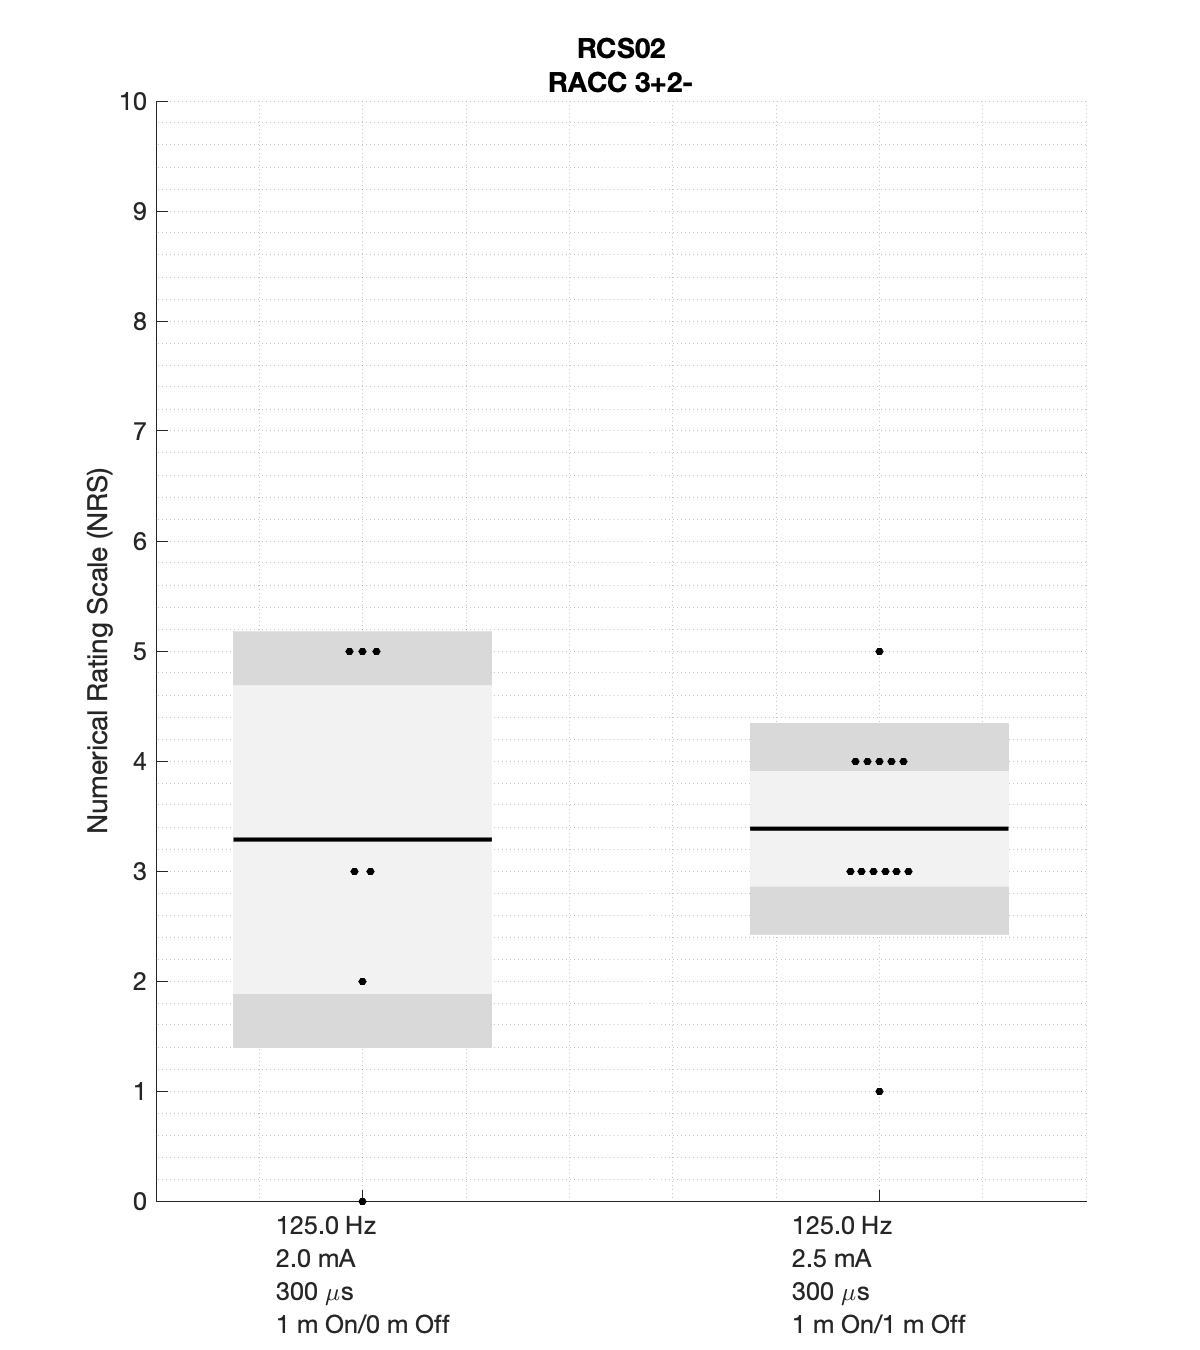 RCS02
RACC 3+2-
10
9
8
7
6
5
4
3
2
1
0
Numerical Rating Scale (NRS)
125.0 Hz
2.0 mA
300 μs
1 m On/0 m Off
125.0 Hz
2.5 mA
300 μs
1 m On/1 m Off